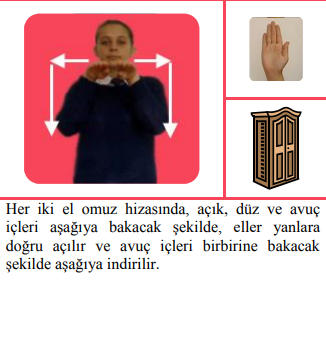 Her iki el omuz hizasında, açık, düz ve avuç
içleri aşağıya bakacak şekilde, eller yanlara
doğru açılır ve avuç içleri birbirine bakacak
şekilde aşağıya indirilir.